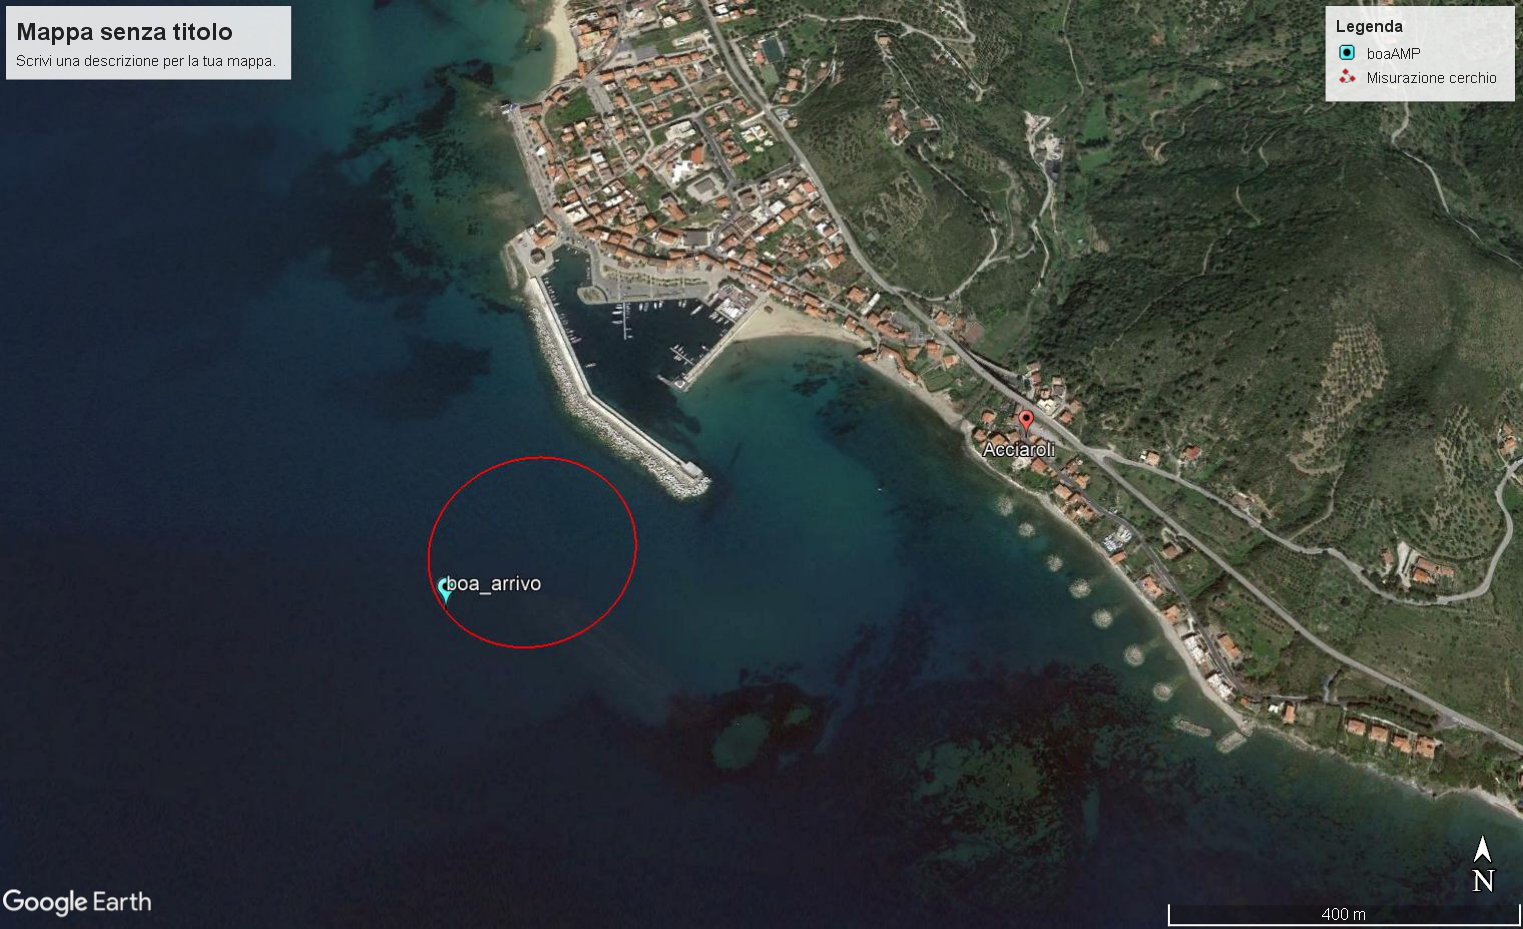 Mappa senza titolo
Scrivi una descrizione per la tua mappa.
Legenda
boaAMP
Misurazione cerchio
Acciaroli
boa_arrivo
N
Google Earth
400 m